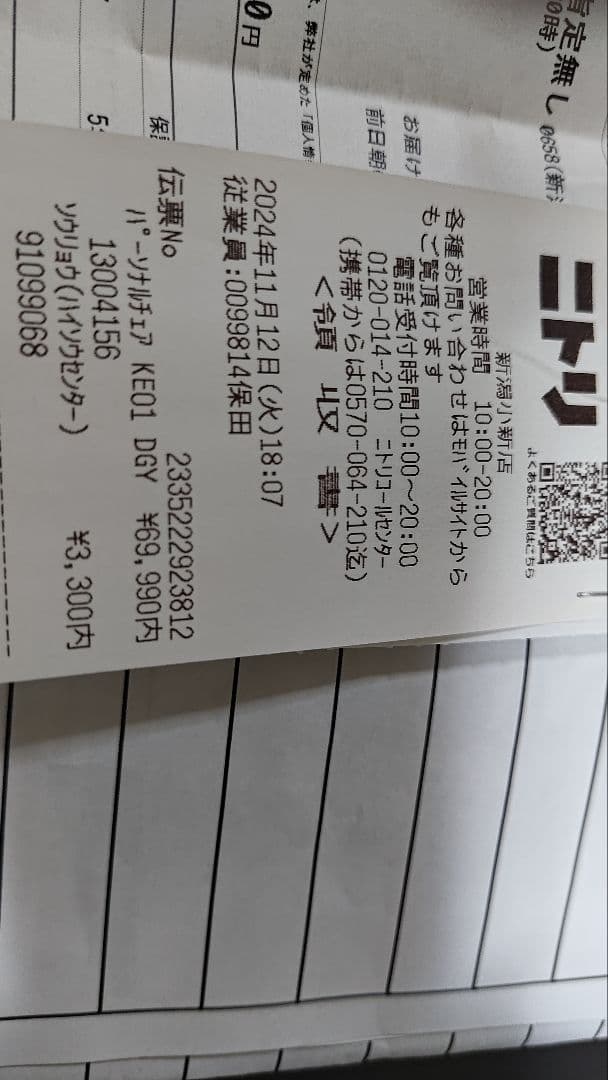 ニトリ
よくあるご質問はこちら
新潟小新店
営業時間 10:00-20:00
各種お問い合わせはﾓﾊﾞｲﾙサイトから
もご覧頂けます
電話受付時間10:00～20:00
0120-014-210 ニトリコールセンター
(携帯からは0570-064-210迄)
<領 収 書>
2024年11月12日(火)18:07
従業員:0099814保田
伝票No 2335222923812
ﾊﾟｰｿﾅﾙﾁｪｱ KE01 DGY ¥69,990内
13004156
ｿｳﾘｮｳ(ﾊｲｿｳｾﾝﾀｰ) ¥3,300内
91099068
指定無し
0時)
0658(新潟
お届け
前日朝
、弊社が定めた「個人情
0円
保
5